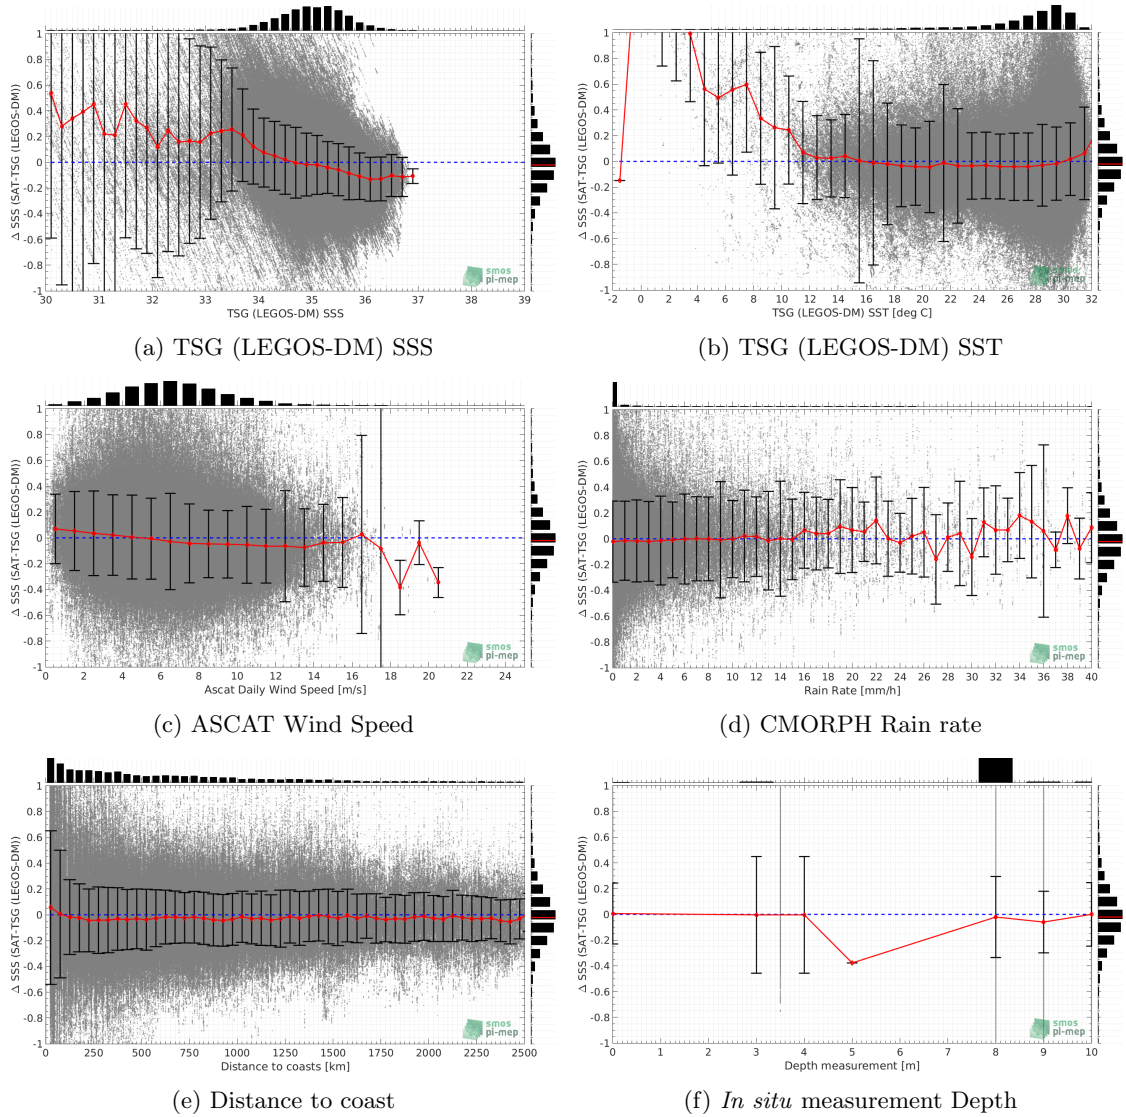 1
0.8
0.6
0.4
0.2
0
-0.2
-0.4
-0.6
-0.8
-1
Δ SSS (SAT-TSG (LEGOS-DM))
30 31 32 33 34 35 36 37 38 39
TSG (LEGOS-DM) SSS
smos
pi-mep
(a) TSG (LEGOS-DM) SSS
1
0.8
0.6
0.4
0.2
0
-0.2
-0.4
-0.6
-0.8
-1
Δ SSS (SAT-TSG (LEGOS-DM))
-2 0 2 4 6 8 10 12 14 16 18 20 22 24 26 28 30 32
TSG (LEGOS-DM) SST [deg C]
smos
pi-mep
(b) TSG (LEGOS-DM) SST
1
0.8
0.6
0.4
0.2
0
-0.2
-0.4
-0.6
-0.8
-1
Δ SSS (SAT-TSG (LEGOS-DM))
0 2 4 6 8 10 12 14 16 18 20 22 24
Ascat Daily Wind Speed [m/s]
smos
pi-mep
(c) ASCAT Wind Speed
1
0.8
0.6
0.4
0.2
0
-0.2
-0.4
-0.6
-0.8
-1
Δ SSS (SAT-TSG (LEGOS-DM))
0 2 4 6 8 10 12 14 16 18 20 22 24 26 28 30 32 34 36 38 40
Rain Rate [mm/h]
smos
pi-mep
(d) CMORPH Rain rate
1
0.8
0.6
0.4
0.2
0
-0.2
-0.4
-0.6
-0.8
-1
Δ SSS (SAT-TSG (LEGOS-DM))
0 250 500 750 1000 1250 1500 1750 2000 2250 2500
Distance to coasts [km]
smos
pi-mep
(e) Distance to coast
1
0.8
0.6
0.4
0.2
0
-0.2
-0.4
-0.6
-0.8
-1
Δ SSS (SAT-TSG (LEGOS-DM))
0 1 2 3 4 5 6 7 8 9 10
Depth measurement [m]
smos
pi-mep
(f) In situ measurement Depth